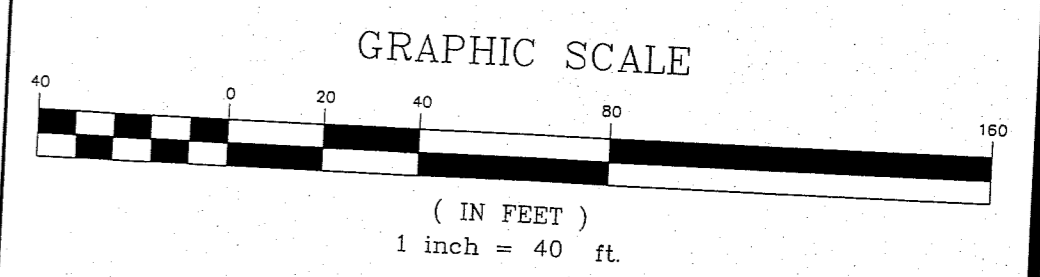 GRAPHIC SCALE
40 0 20 40 80 160
( IN FEET )
1 inch = 40 ft.